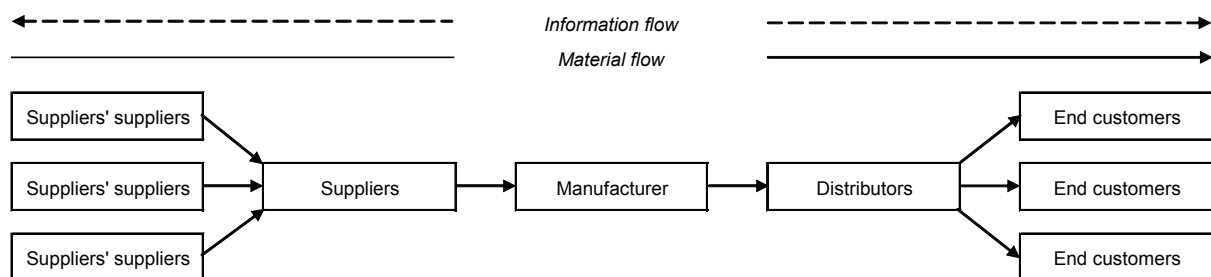 Information flow
Material flow
Suppliers' suppliers
End customers
Suppliers' suppliers
Suppliers
Manufacturer
Distributors
End customers
Suppliers' suppliers
End customers